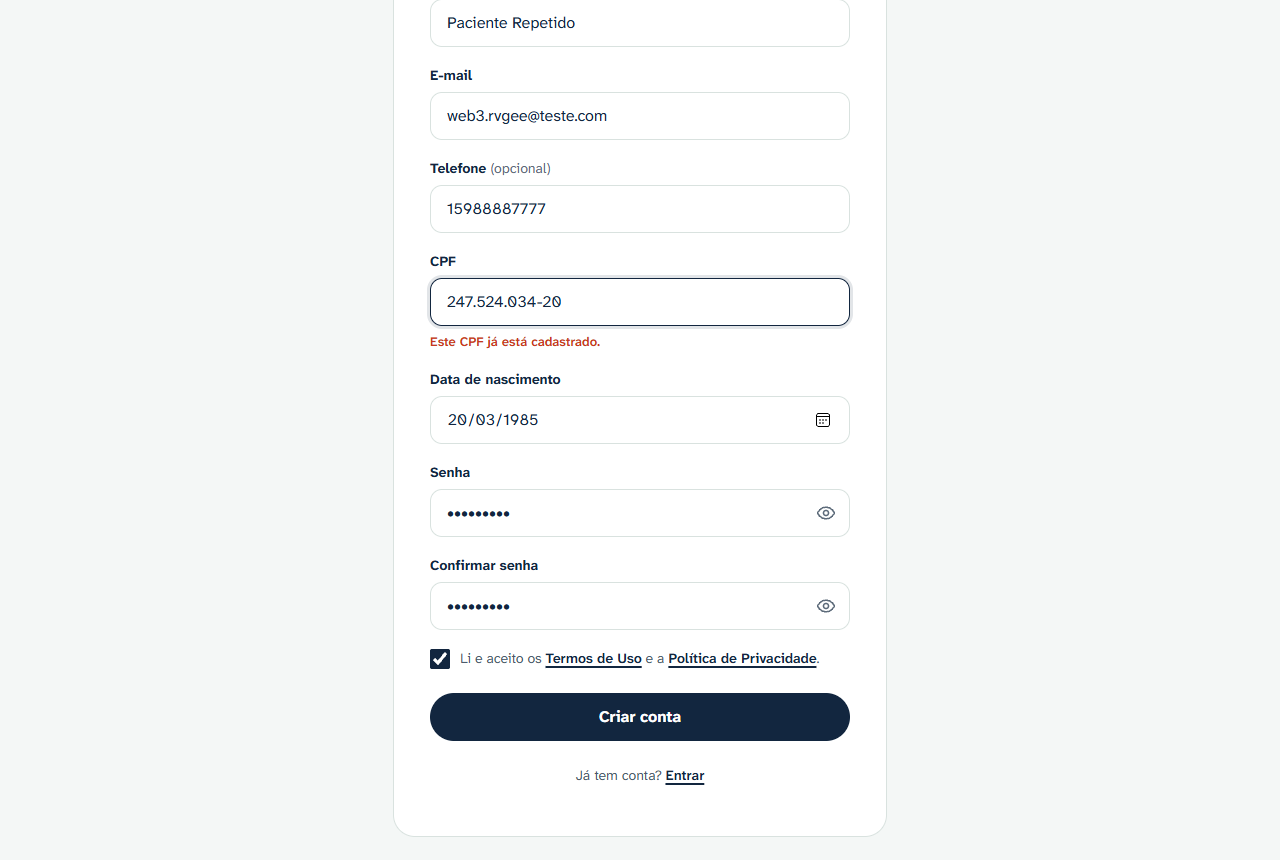 Paciente Repetido
E-mail
web3.rvgee@teste.com
Telefone (opcional)
15988887777
CPF
247.524.034-20
Este CPF já está cadastrado.
Data de nascimento
20/03/1985
Senha
•••••••••
Confirmar senha
•••••••••
Li e aceito os Termos de Uso e a Política de Privacidade.
Criar conta
Já tem conta? Entrar